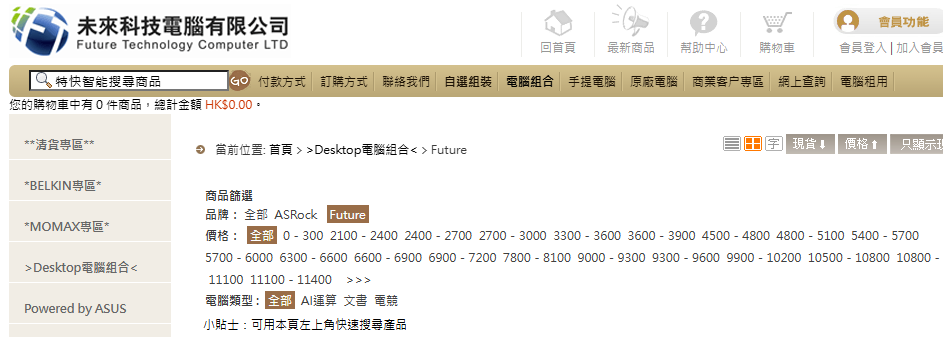 未來科技電腦有限公司
Future Technology Computer LTD
回首頁 最新商品 幫助中心 購物車
會員功能
會員登入 | 加入會員
特快智能搜尋商品 GO 付款方式 訂購方式 聯絡我們 自選組裝 電腦組合 手提電腦 原廠電腦 商業客户專區 網上查詢 電腦租用
您的購物車中有 0 件商品，總計金額 HK$0.00。
**清貨專區**
*BELKIN專區*
*MOMAX專區*
>Desktop電腦組合<
Powered by ASUS
當前位置: 首頁 > >Desktop電腦組合< > Future
字 現貨⬇ 價格⬆ 只顯示現
商品篩選
品牌： 全部 ASRock Future
價格： 全部 0 - 300 2100 - 2400 2400 - 2700 2700 - 3000 3300 - 3600 3600 - 3900 4500 - 4800 4800 - 5100 5400 - 5700
5700 - 6000 6300 - 6600 6600 - 6900 6900 - 7200 7800 - 8100 9000 - 9300 9300 - 9600 9900 - 10200 10500 - 10800 10800 -
11100 11100 - 11400 >>>
電腦類型 : 全部 AI運算 文書 電競
小貼士：可用本頁左上角快速搜尋產品